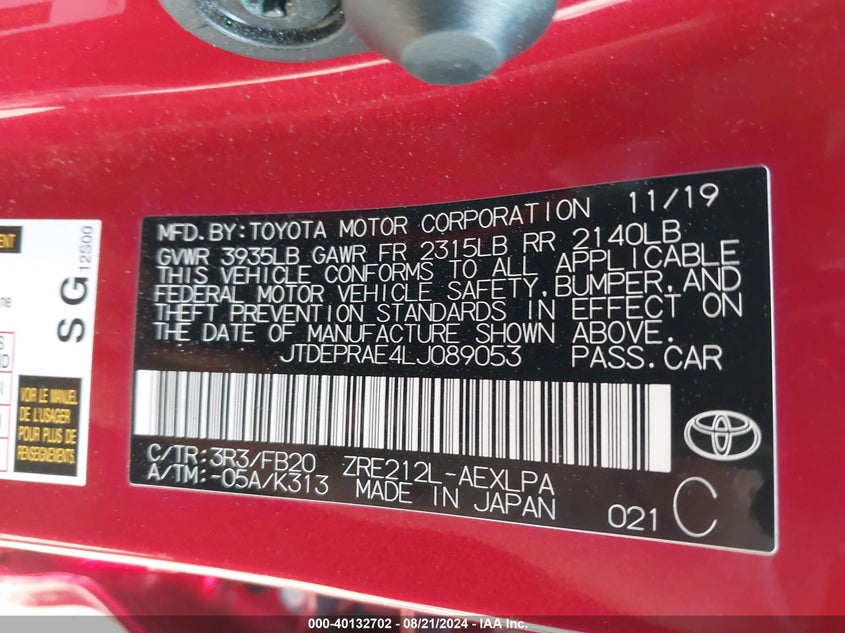 MFD.BY:TOYOTA MOTOR CORPORATION 11/19
GVWR 3935LB GAWR FR 2315LB RR 2140LB
THIS VEHICLE CONFORMS TO ALL APPLICABLE
FEDERAL MOTOR VEHICLE SAFETY,BUMPER,AND
THEFT PREVENTION STANDARDS IN EFFECT ON
THE DATE OF MANUFACTURE SHOWN ABOVE.
JTDEPRAE4LJ089053 PASS.CAR
C/TR:3R3/FB20 ZRE212L-AEXLPA
A/TM:-05A/K313 MADE IN JAPAN 021 C
SG
12S00
VOIR LE MANUEL
DE L'USAGER
POUR PLUS DE
RENSEIGNEMENTS
000-40132702 - 08/21/2024 - IAA Inc.